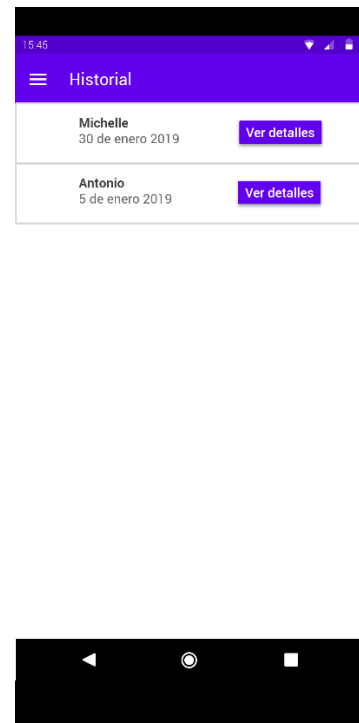 15:45
Historial
Michelle
30 de enero 2019
Ver detalles
Antonio
5 de enero 2019
Ver detalles